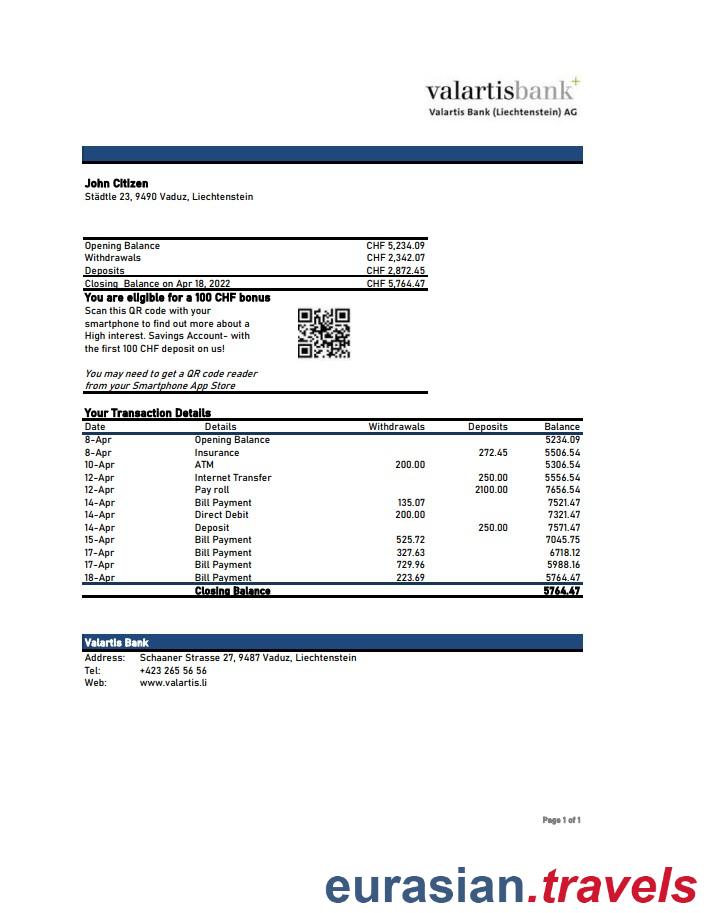 valartisbank+
Valartis Bank (Liechtenstein) AG
John Citizen
Städtle 23, 9490 Vaduz, Liechtenstein
Opening Balance CHF 5,234.09
Withdrawals CHF 2,342.07
Deposits CHF 2,872.45
Closing Balance on Apr 18, 2022 CHF 5,764.47
You are eligible for a 100 CHF bonus
Scan this QR code with your
smartphone to find out more about a
High interest. Savings Account- with
the first 100 CHF deposit on us!
You may need to get a QR code reader
from your Smartphone App Store
Your Transaction Details
Date Details Withdrawals Deposits Balance
8-Apr Opening Balance 5234.09
8-Apr Insurance 272.45 5506.54
10-Apr ATM 200.00 5306.54
12-Apr Internet Transfer 250.00 5556.54
12-Apr Pay roll 2100.00 7656.54
14-Apr Bill Payment 135.07 7521.47
14-Apr Direct Debit 200.00 7321.47
14-Apr Deposit 250.00 7571.47
15-Apr Bill Payment 525.72 7045.75
17-Apr Bill Payment 327.63 6718.12
17-Apr Bill Payment 729.96 5988.16
18-Apr Bill Payment 223.69 5764.47
Closing Balance 5764.47
Valartis Bank
Address: Schaaner Strasse 27, 9487 Vaduz, Liechtenstein
Tel: +423 265 56 56
Web: www.valartis.li
Page 1 of 1
eurasian.travels